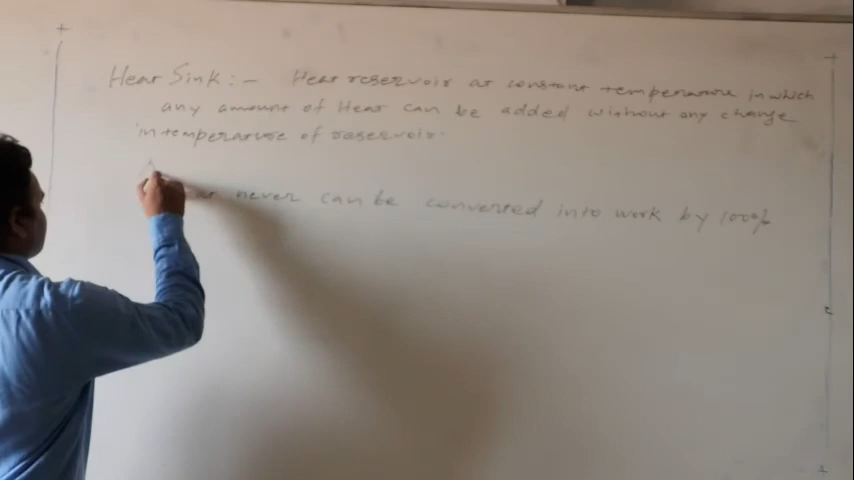 Heat Sink :- Heat reservoir at constant temperature in which
any amount of Heat can be added without any change
in temperature of reservoir.
never can be converted into work by 100%